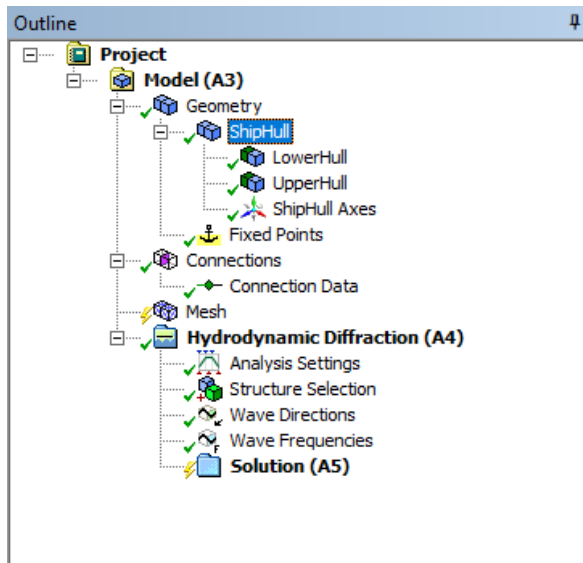 Outline
Project
Model (A3)
Geometry
ShipHull
LowerHull
UpperHull
ShipHull Axes
Fixed Points
Connections
Connection Data
Mesh
Hydrodynamic Diffraction (A4)
Analysis Settings
Structure Selection
Wave Directions
Wave Frequencies
Solution (A5)